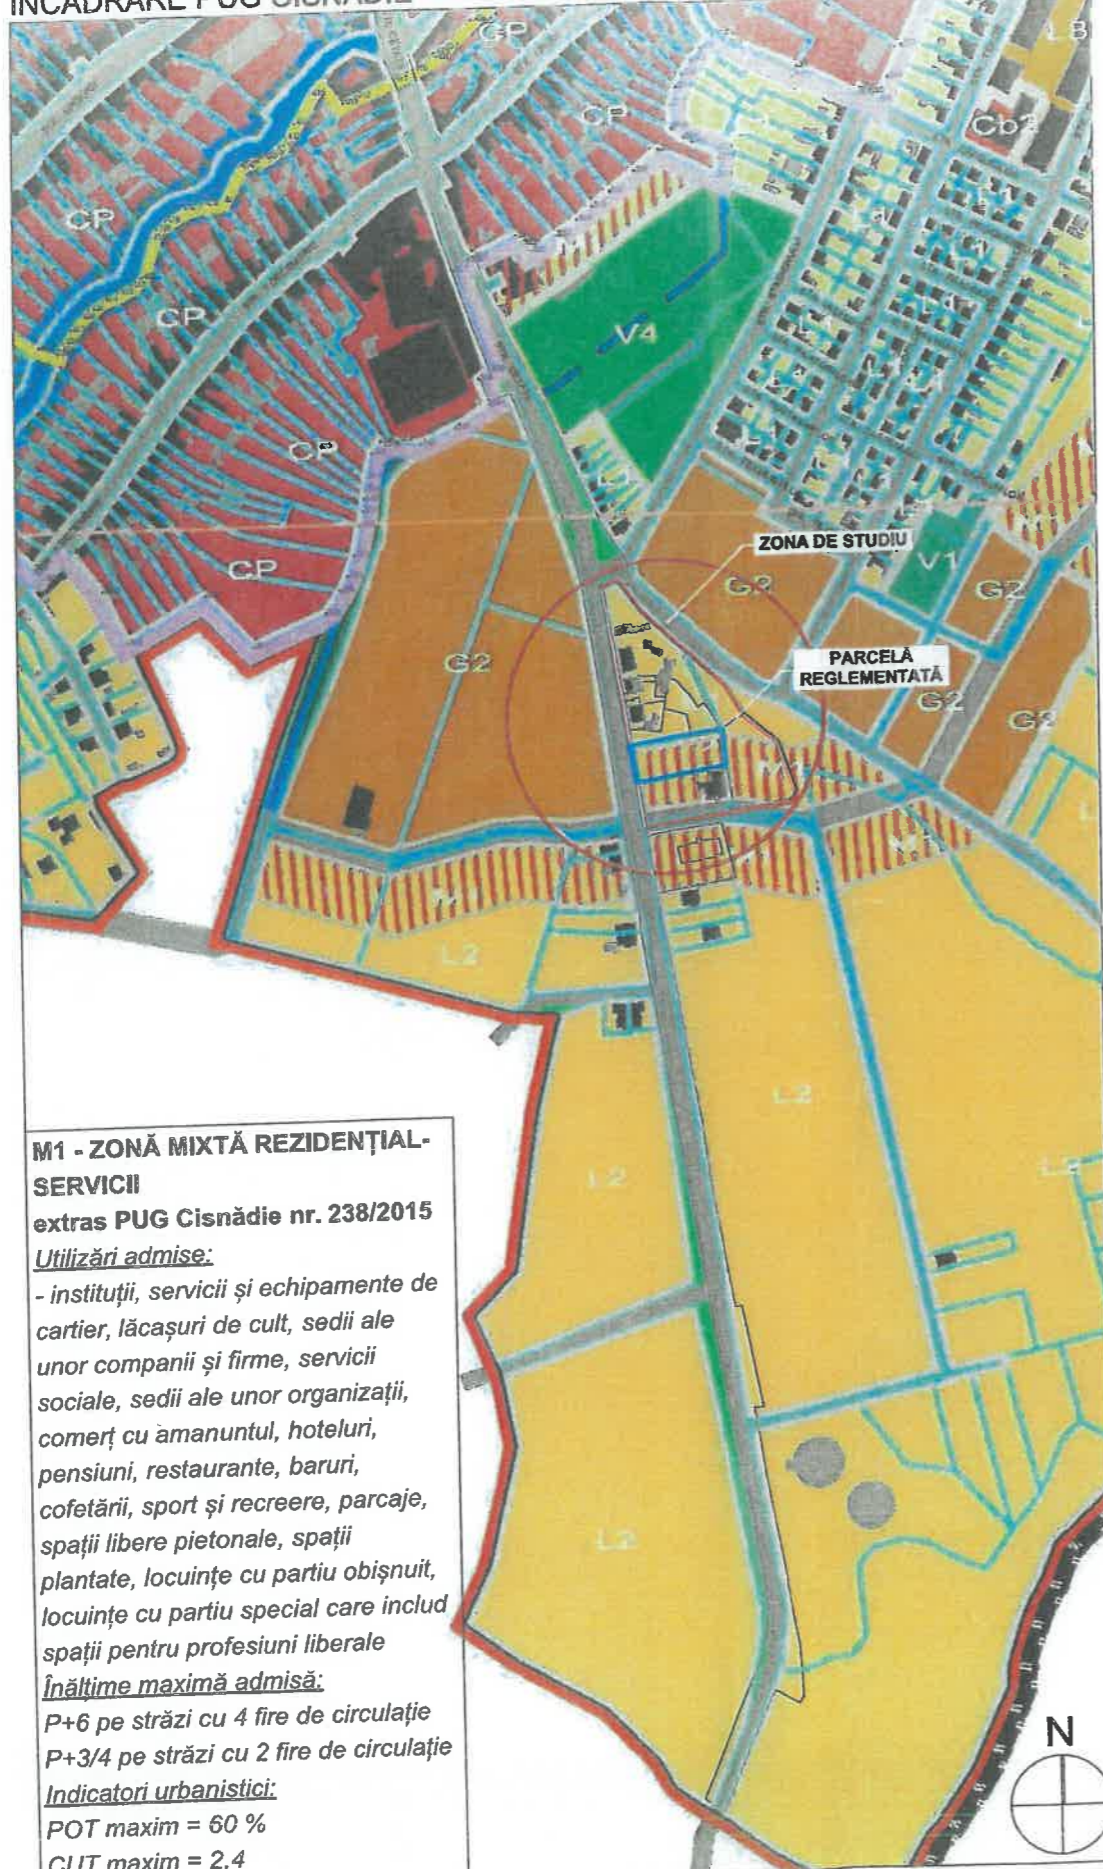 ÎNCADRARE PUG CISNĂDIE
CP
L3
CP
Cb2
CP
V4
CP
CP
CP
ZONA DE STUDIU
V1
G2
G2
PARCELĂ
REGLEMENTATĂ
G2
G2
G2
L2
L2
L2
L2
L2
M1 - ZONĂ MIXTĂ REZIDENȚIAL-
SERVICII
extras PUG Cisnădie nr. 238/2015
Utilizări admise:
- instituții, servicii și echipamente de
cartier, lăcașuri de cult, sedii ale
unor companii și firme, servicii
sociale, sedii ale unor organizații,
comerț cu amanuntul, hoteluri,
pensiuni, restaurante, baruri,
cofetării, sport și recreere, parcaje,
spații libere pietonale, spații
plantate, locuințe cu partiu obișnuit,
locuințe cu partiu special care includ
spații pentru profesiuni liberale
Înălțime maximă admisă:
P+6 pe străzi cu 4 fire de circulație
P+3/4 pe străzi cu 2 fire de circulație
Indicatori urbanistici:
POT maxim = 60 %
CUT maxim = 2,4
N